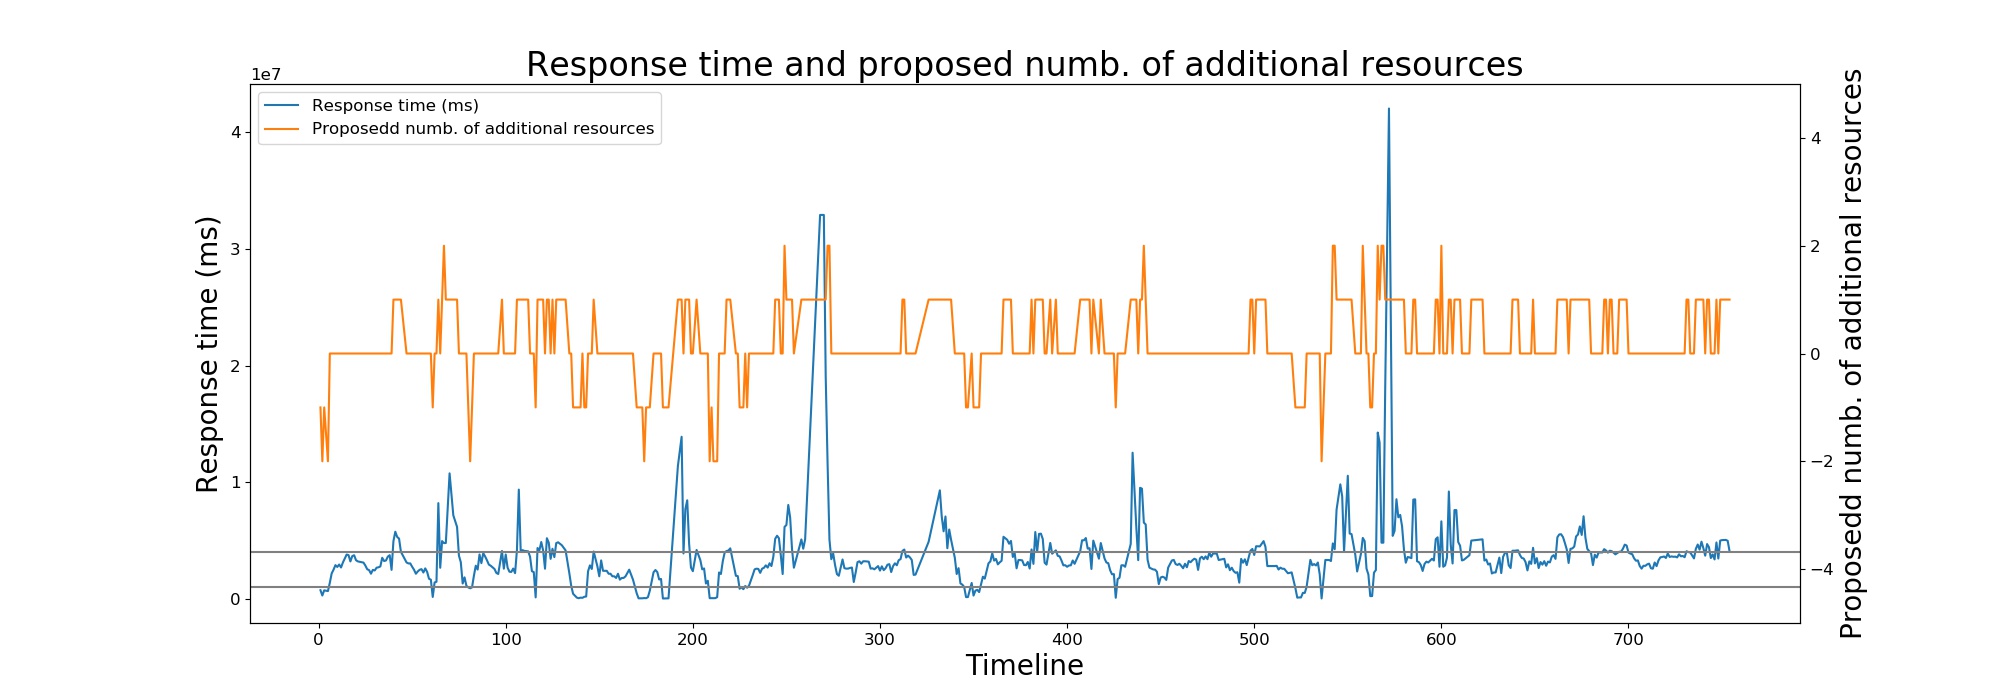 Response time and proposed numb. of additional resources
1e7
Response time (ms)
Proposedd numb. of additional resources
4
3
2
1
0
Response time (ms)
4
2
0
−2
−4
Proposedd numb. of additional resources
0 100 200 300 400 500 600 700
Timeline